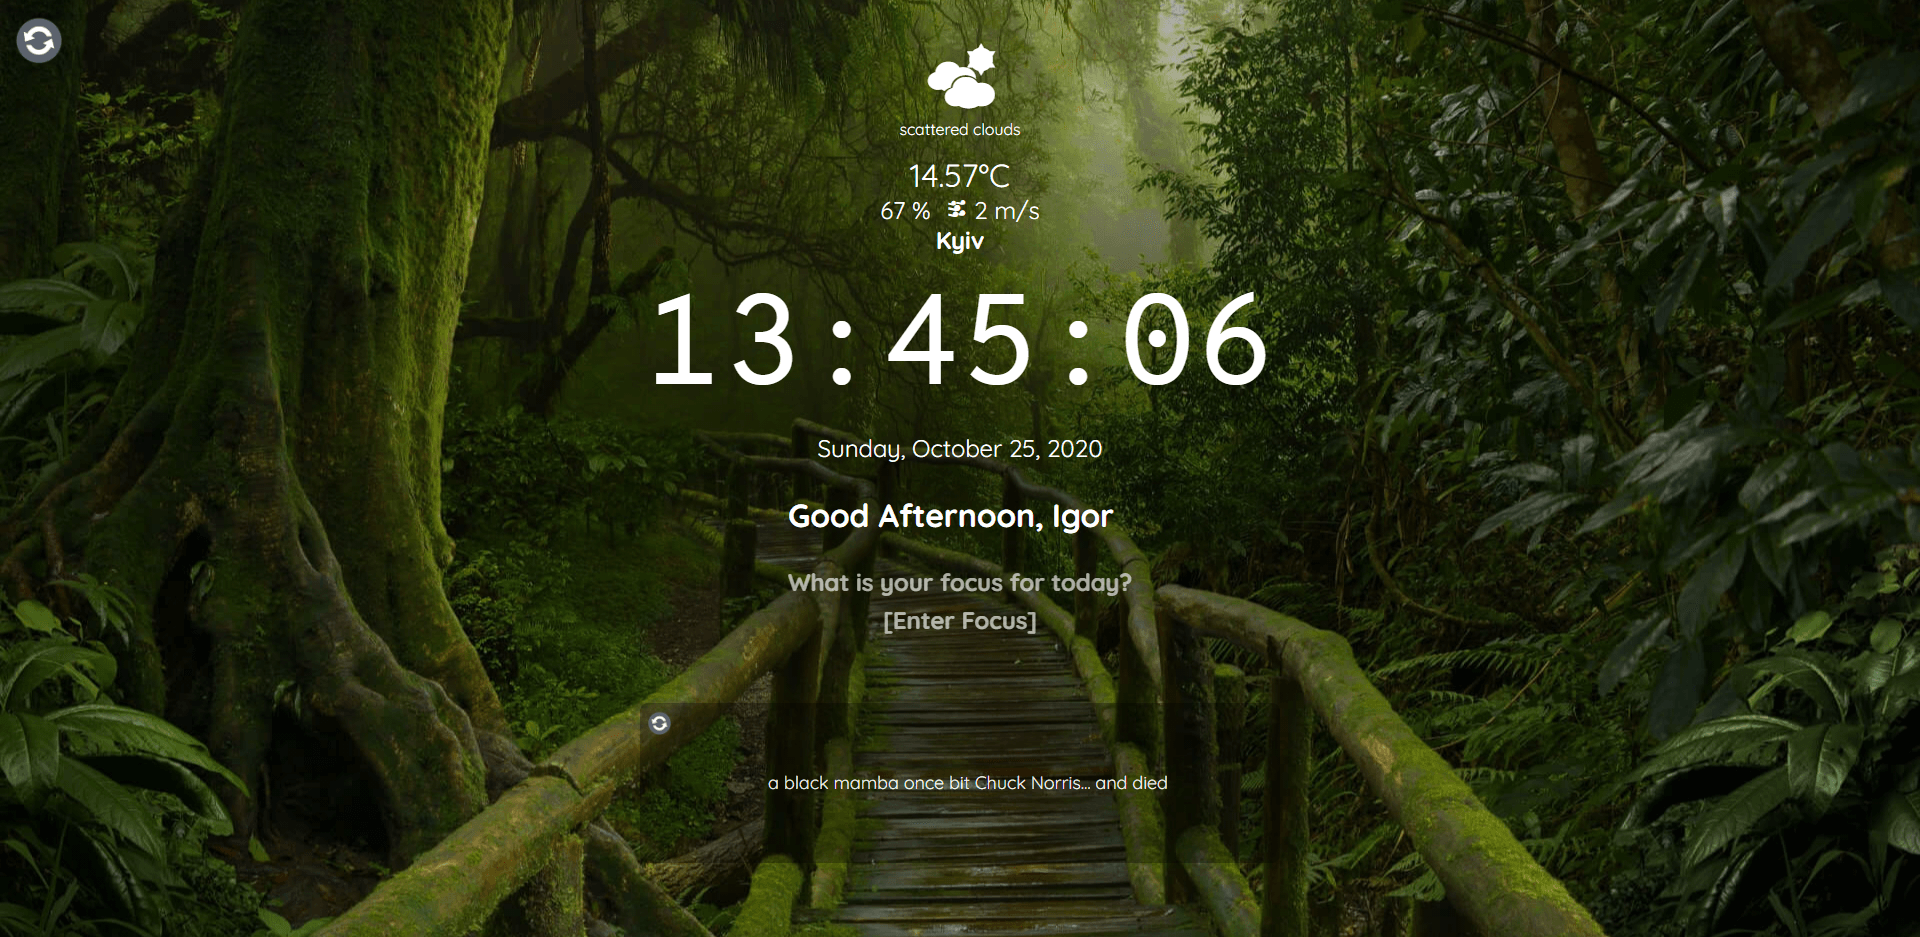 scattered clouds
14.57°C
67 % 2 m/s
Kyiv
13:45:06
Sunday, October 25, 2020
Good Afternoon, Igor
What is your focus for today?
[Enter Focus]
a black mamba once bit Chuck Norris... and died